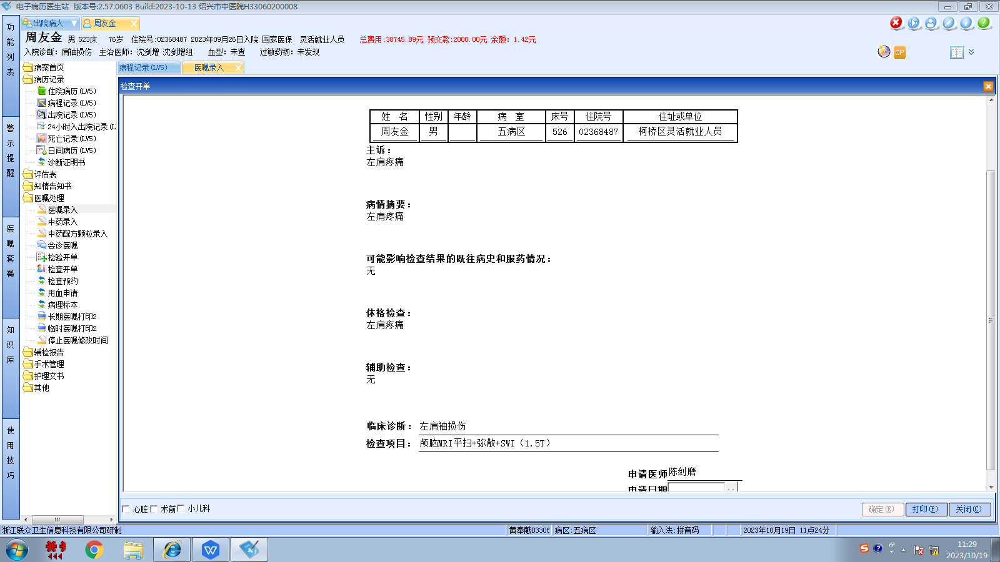 电子病历医生站 版本号:2.57.0603 Build:2023-10-13 绍兴市中医院H33060200008
出院病人 周友金
周友金 男 523床 76岁 住院号:02368487 2023年09月26日入院 国家医保 灵活就业人员 总费用:38745.89元 预交款:2000.00元 余额: 1.42元
入院诊断: 肩袖损伤 主治医师: 沈剑增 沈剑增组 血型: 未查 过敏药物: 未发现
CP
功能列表
警示提醒
医嘱套餐
知识库
使用技巧
病案首页
病历记录
住院病历(LV5)
病程记录(LV5)
出院记录(LV5)
24小时入出院记录(L
死亡记录(LV5)
日间病历(LV5)
诊断证明书
评估表
知情告知书
医嘱处理
医嘱录入
中药录入
中药配方颗粒录入
会诊医嘱
检验开单
检查开单
检查预约
用血申请
病理标本
长期医嘱打印2
临时医嘱打印2
停止医嘱修改时间
辅检报告
手术管理
护理文书
其他
病程记录(LV5) 医嘱录入
检查开单
姓 名 性别 年龄 病 室 床号 住院号 住址或单位
周友金 男 五病区 526 02368487 柯桥区灵活就业人员
主诉:
左肩疼痛
病情摘要:
左肩疼痛
可能影响检查结果的既往病史和服药情况:
无
体格检查:
左肩疼痛
辅助检查:
无
临床诊断: 左肩袖损伤
检查项目: 颅脑MRI平扫+弥散+SWI（1.5T）
申请医师 陈剑磨
申请日期
心脏 术前 小儿科
确定(E) 打印(P) 关闭(C)
浙江联众卫生信息科技有限公司研制 黄奉献D3306 病区:五病区 输入法:拼音码 2023年10月19日 11点24分
11:29
2023/10/19